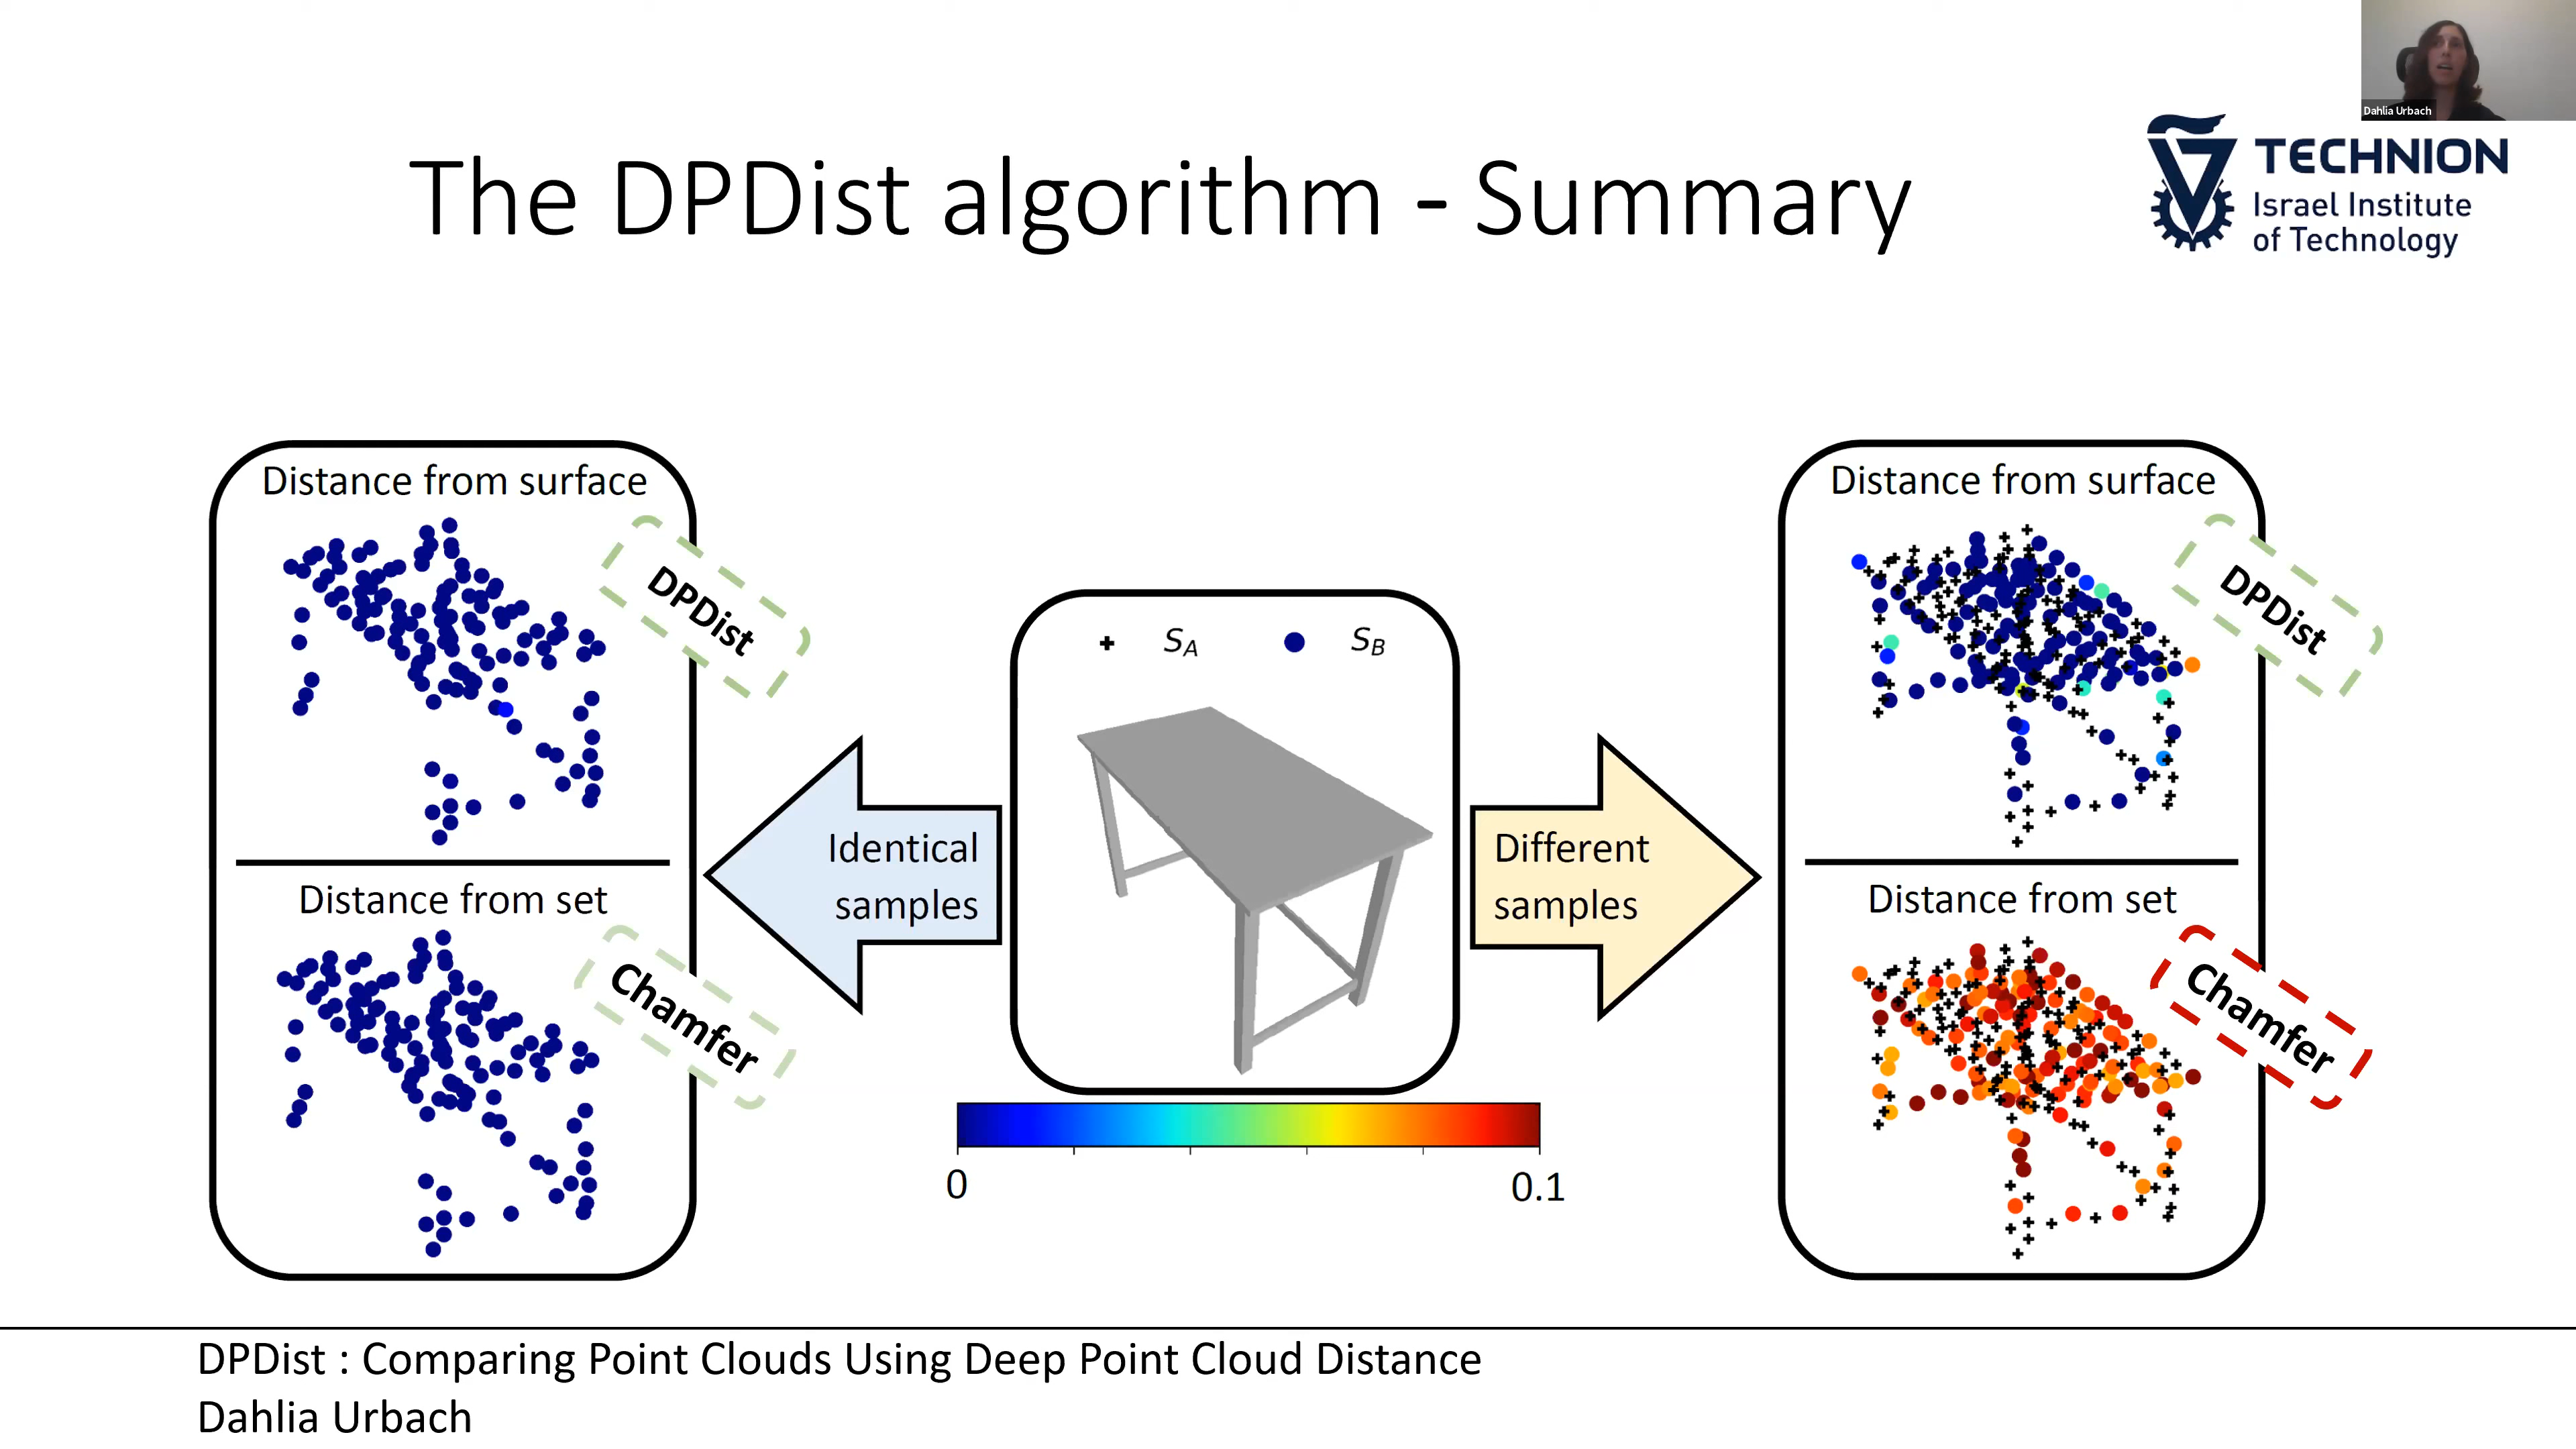 Dahlia Urbach
TECHNION
Israel Institute
of Technology
The DPDist algorithm - Summary
Distance from surface
DPDist
Distance from set
Chamfer
Identical
samples
S_A
S_B
0
0.1
Different
samples
Distance from surface
DPDist
Distance from set
Chamfer
DPDist : Comparing Point Clouds Using Deep Point Cloud Distance
Dahlia Urbach